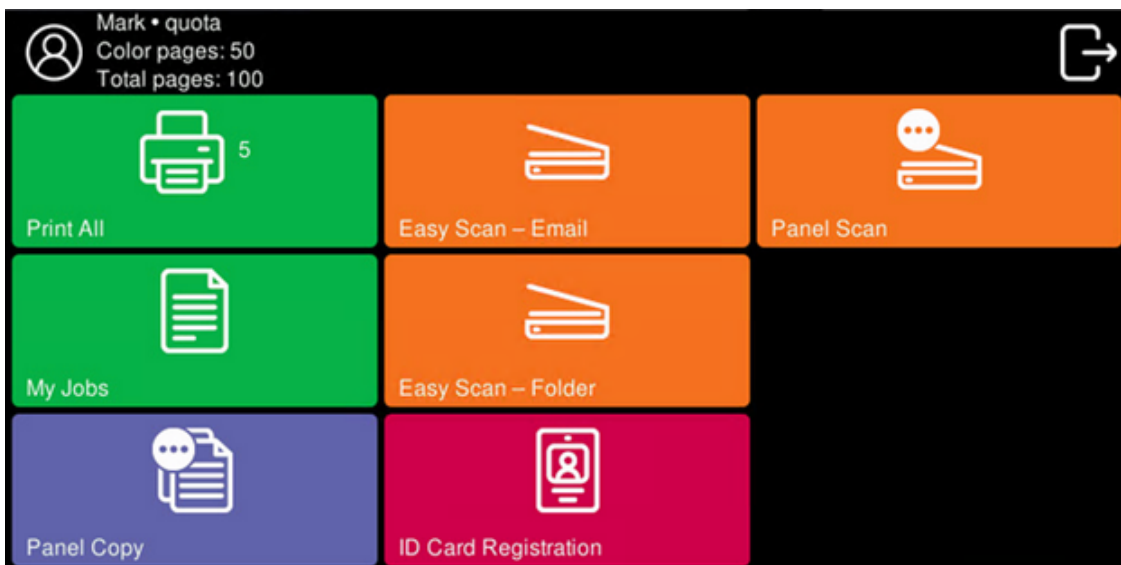 Mark • quota
Color pages: 50
Total pages: 100
5
Print All
Easy Scan – Email
Panel Scan
My Jobs
Easy Scan – Folder
Panel Copy
ID Card Registration